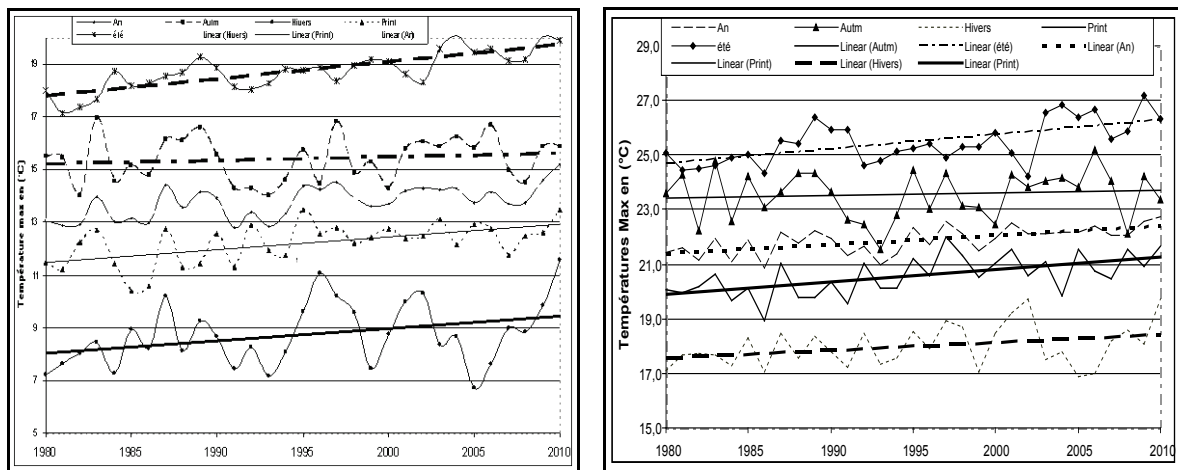 An Autm Hivers Print
été Linear (Hivers) Linear (Print) Linear (An)
Température max en (°C)
19
17
15
13
11
9
7
5
1980 1985 1990 1995 2000 2005 2010
An Autm Hivers Print
été Linear (Autm) Linear (été) Linear (An)
Linear (Print) Linear (Hivers) Linear (Print)
Températures Max en (°C)
29,0
27,0
25,0
23,0
21,0
19,0
17,0
15,0
1980 1985 1990 1995 2000 2005 2010